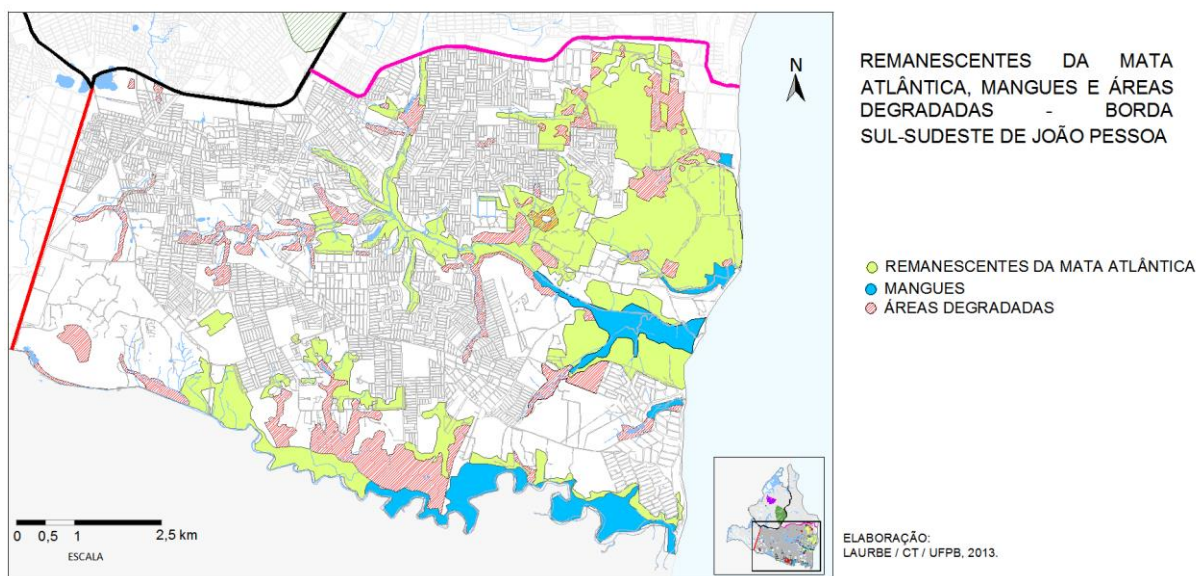 N
REMANESCENTES DA MATA
ATLÂNTICA, MANGUES E ÁREAS
DEGRADADAS - BORDA
SUL-SUDESTE DE JOÃO PESSOA
REMANESCENTES DA MATA ATLÂNTICA
MANGUES
ÁREAS DEGRADADAS
0 0,5 1 2,5 km
ESCALA
ELABORAÇÃO:
LAURBE / CT / UFPB, 2013.